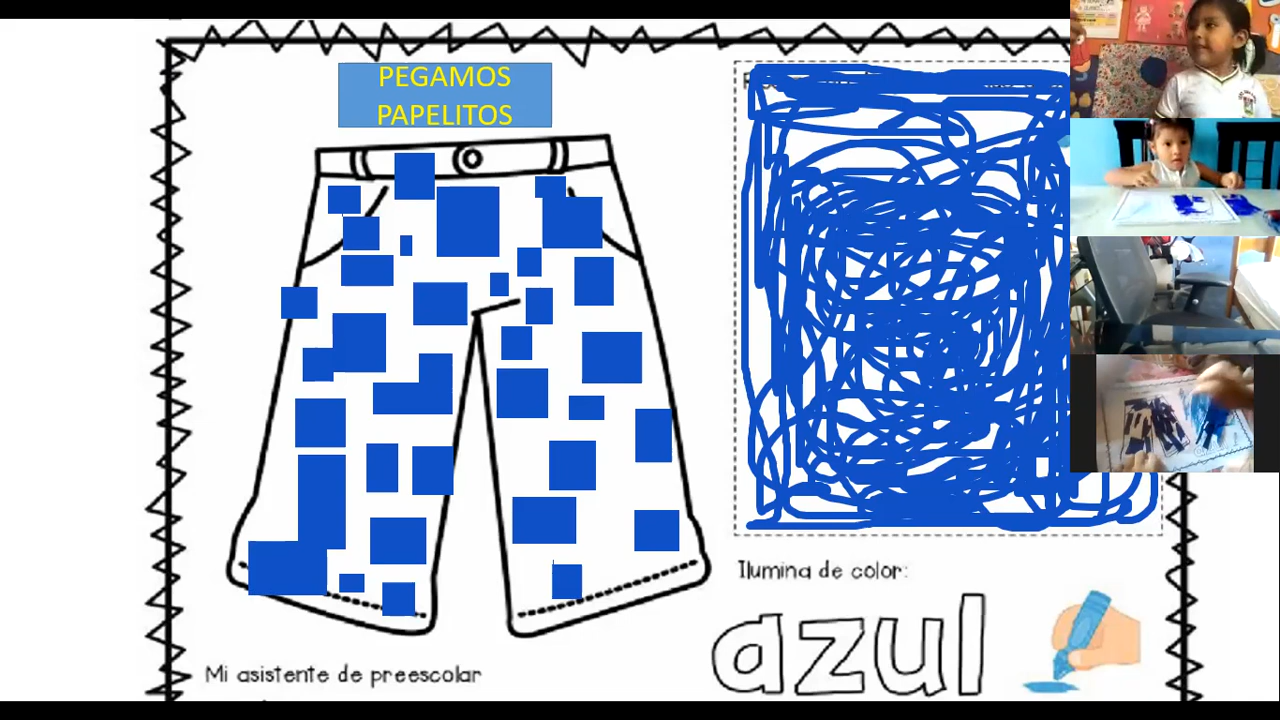 PEGAMOS
PAPELITOS
Ilumina de color:
azul
Mi asistente de preescolar